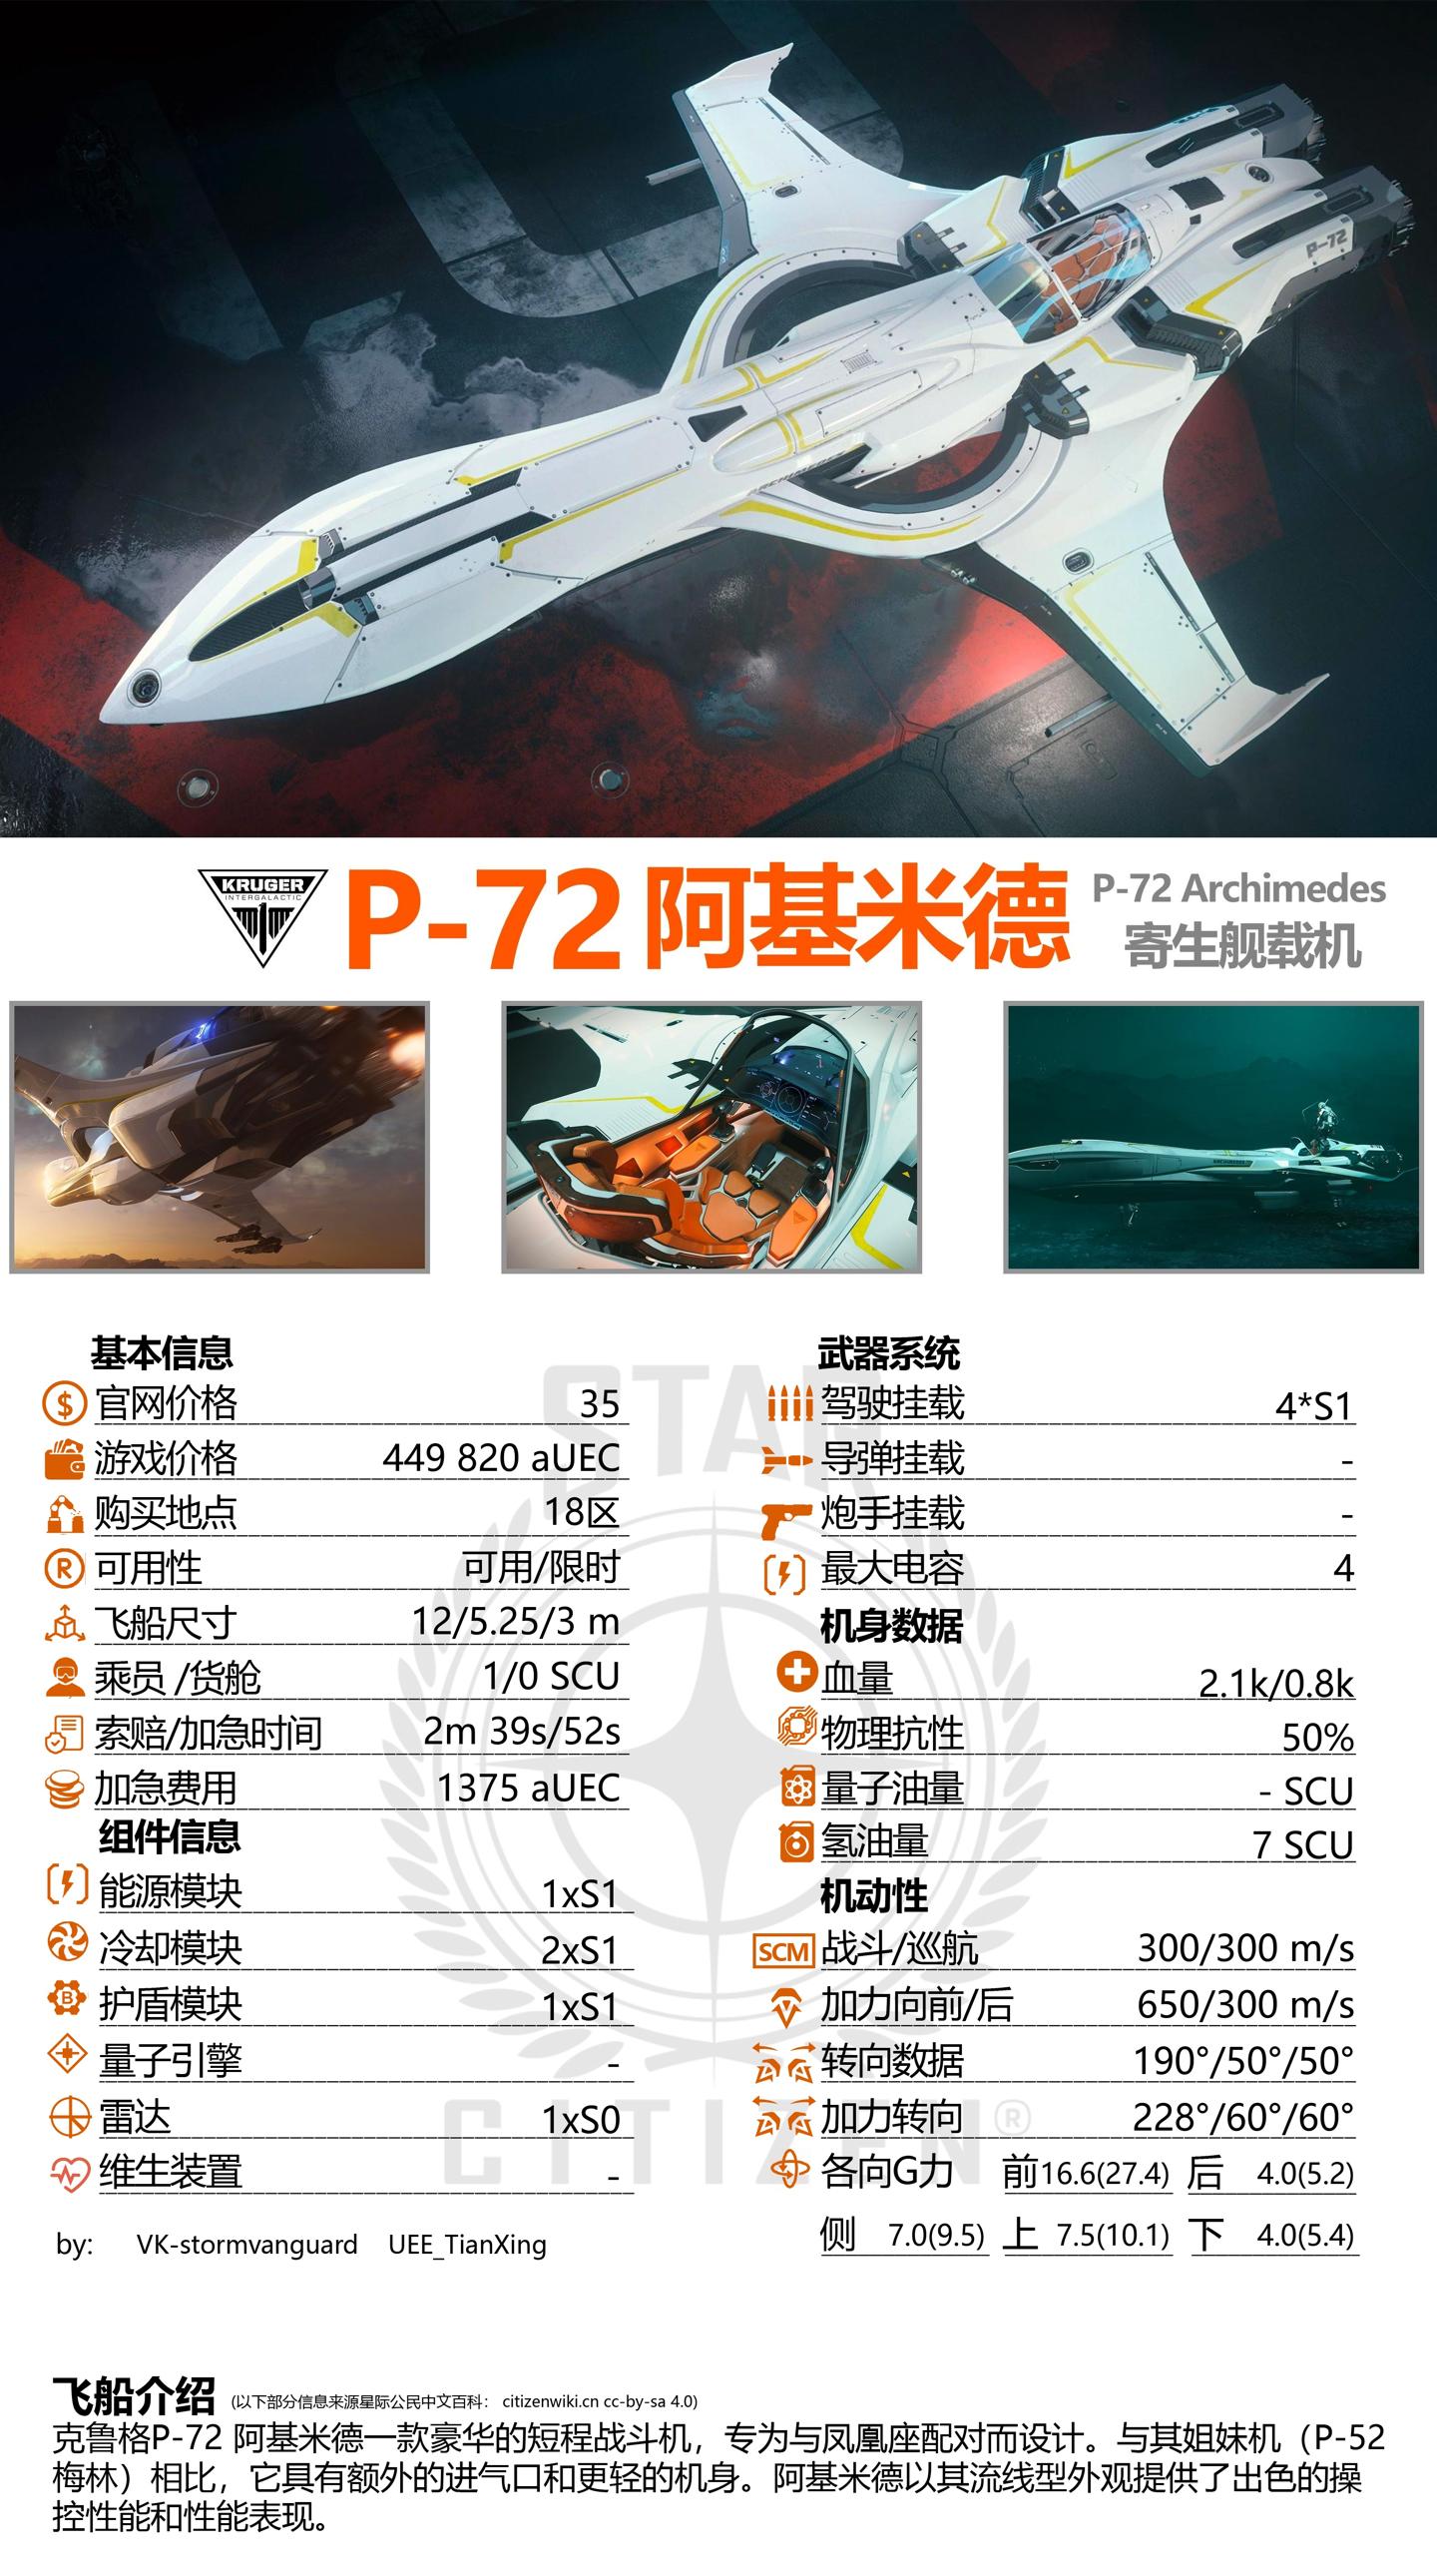 P-72
KRUGER
INTERGALACTIC
P-72 阿基米德
P-72 Archimedes
寄生舰载机
STAR
CITIZEN®
基本信息
官网价格 35
游戏价格 449 820 aUEC
购买地点 18区
可用性 可用/限时
飞船尺寸 12/5.25/3 m
乘员 /货舱 1/0 SCU
索赔/加急时间 2m 39s/52s
加急费用 1375 aUEC
组件信息
能源模块 1xS1
冷却模块 2xS1
护盾模块 1xS1
量子引擎 -
雷达 1xS0
维生装置 -
by: VK-stormvanguard UEE_TianXing
武器系统
驾驶挂载 4*S1
导弹挂载 -
炮手挂载 -
最大电容 4
机身数据
血量 2.1k/0.8k
物理抗性 50%
量子油量 - SCU
氢油量 7 SCU
机动性
SCM 战斗/巡航 300/300 m/s
加力向前/后 650/300 m/s
转向数据 190°/50°/50°
加力转向 228°/60°/60°
各向G力 前16.6(27.4) 后 4.0(5.2)
侧 7.0(9.5) 上 7.5(10.1) 下 4.0(5.4)
飞船介绍 (以下部分信息来源星际公民中文百科： citizenwiki.cn cc-by-sa 4.0)
克鲁格P-72 阿基米德一款豪华的短程战斗机，专为与凤凰座配对而设计。与其姐妹机（P-52
梅林）相比，它具有额外的进气口和更轻的机身。阿基米德以其流线型外观提供了出色的操
控性能和性能表现。